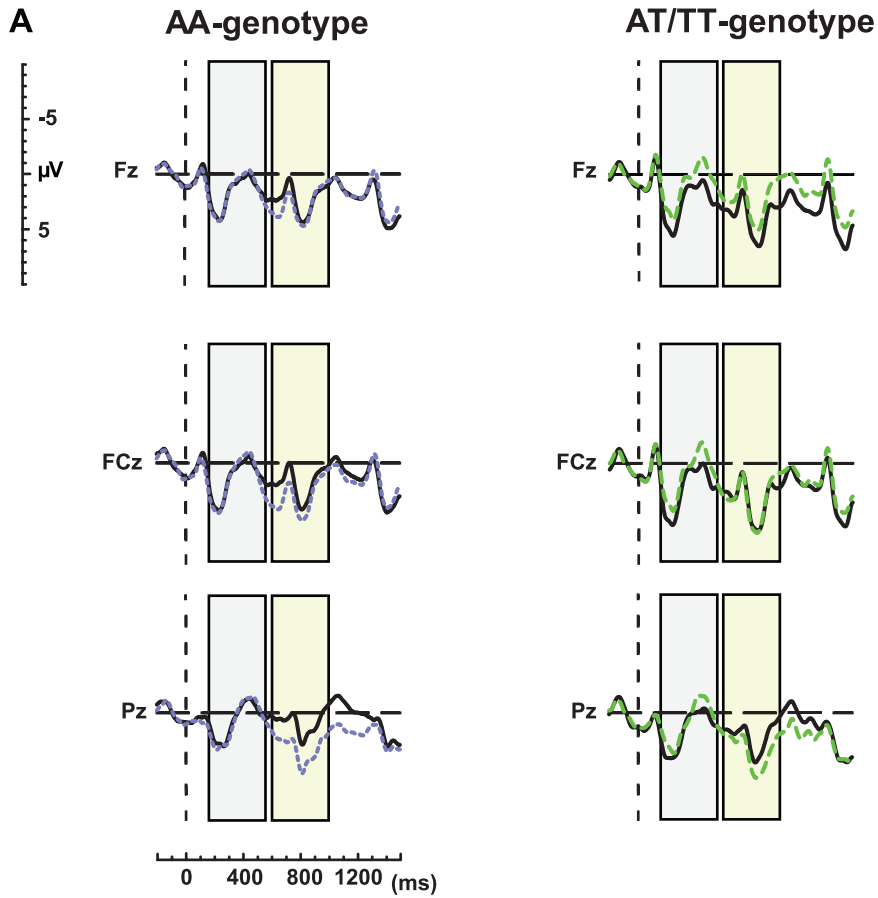 A
AA-genotype
AT/TT-genotype
-5
μV
5
Fz
Fz
FCz
FCz
Pz
Pz
0 400 800 1200 (ms)